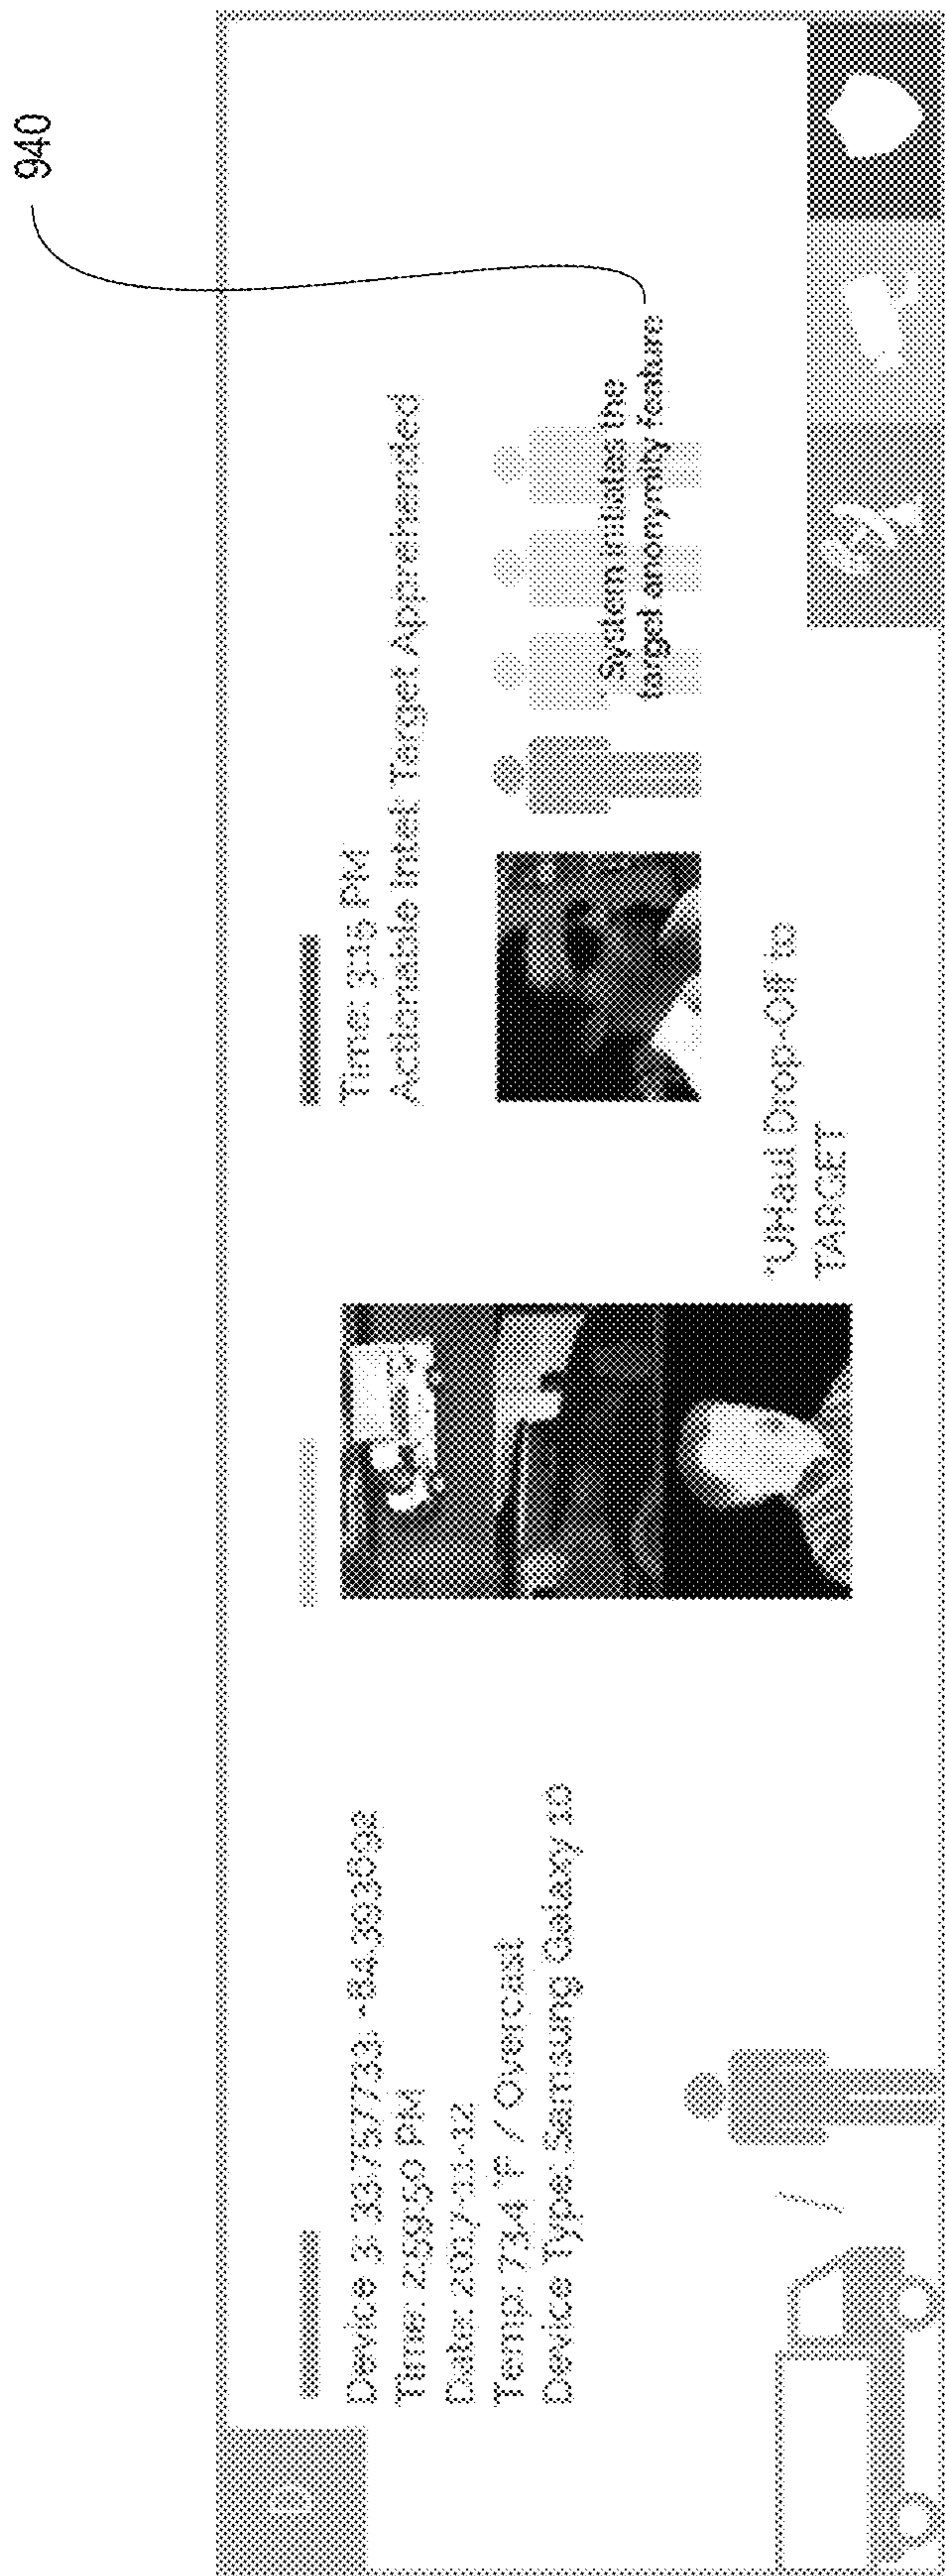 940
Device 3: 33.757733; -84.393092
Time: 2:59:50 PM
Date: 2007-11-12
Temp: 73.4 °F / Overcast
Device Type: Samsung Galaxy 10
"UHaul Drop-Off to
TARGET
Time: 3:15 PM
Actionable Intel: Target Apprehended
System initiates the
target anonymity feature